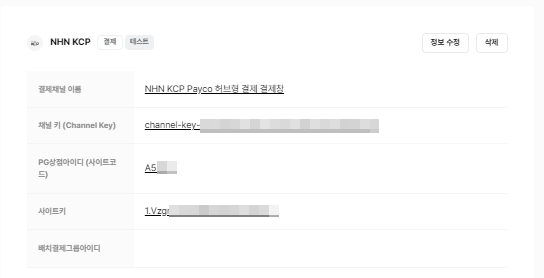 NHN KCP 결제 테스트 정보 수정 삭제
결제채널 이름 NHN KCP Payco 허브형 결제 결제창
채널 키 (Channel Key) channel-key-
PG상점아이디 (사이트코
드) A5
사이트키 1.Vzg
배치결제그룹아이디